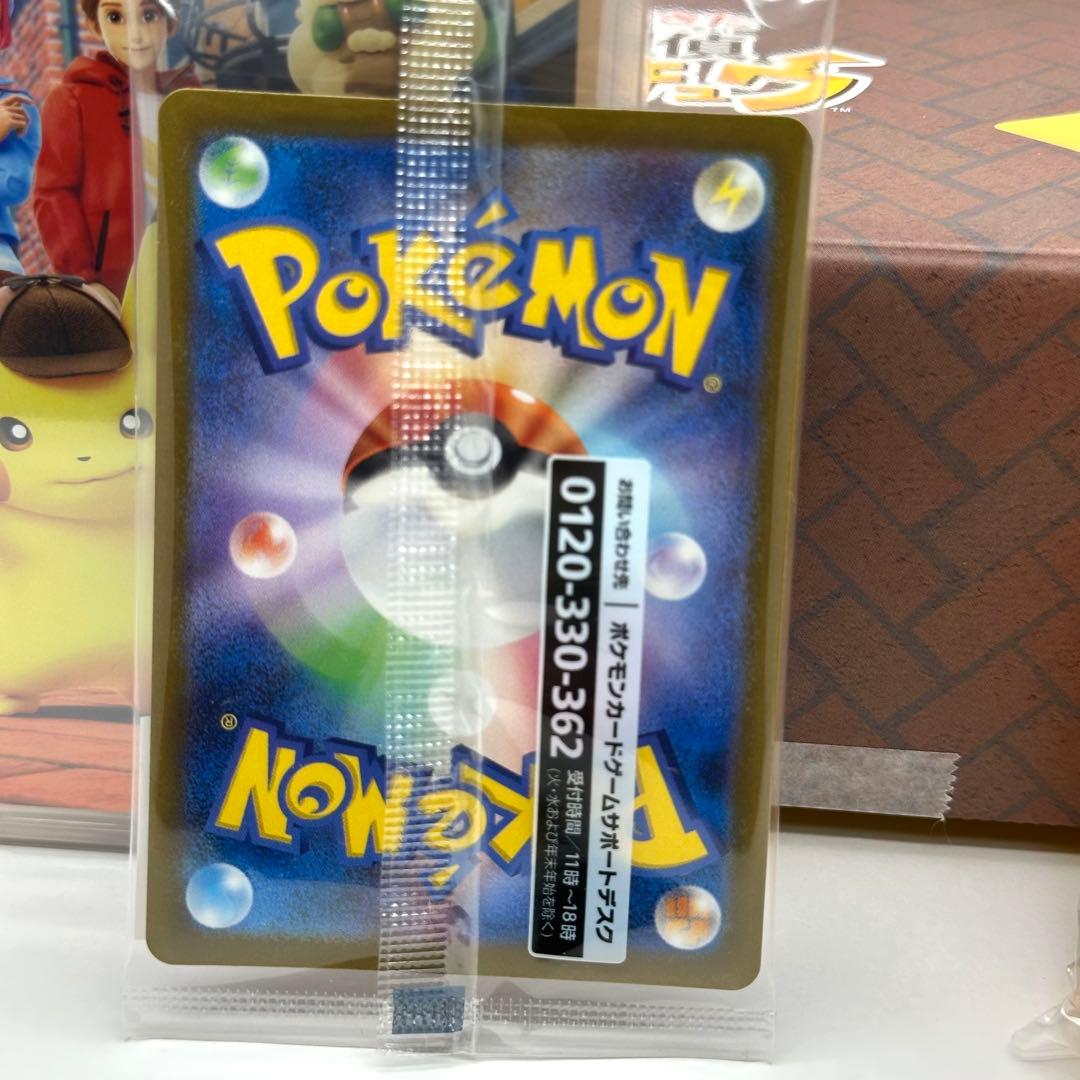 POKéMON
®
お問い合わせ先 | ポケモンカードゲームサポートデスク
0120-330-362 受付時間/11時~18時
(火・水および年末年始を除く)
POKéMON
®
TM